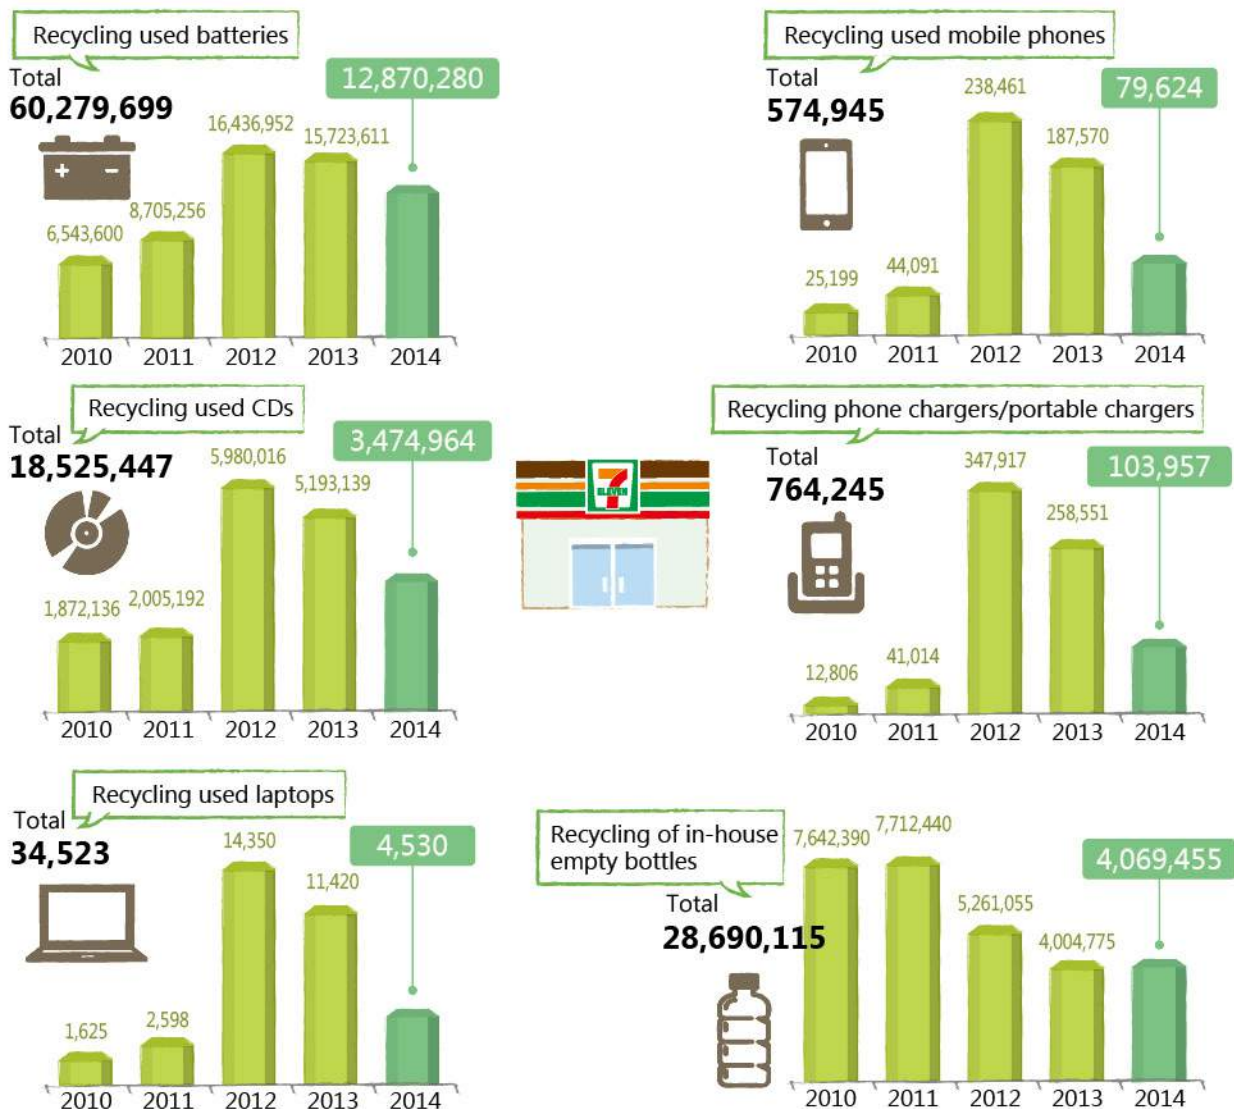 Recycling used batteries
Total
60,279,699
12,870,280
16,436,952
15,723,611
8,705,256
6,543,600
2010 2011 2012 2013 2014
Recycling used mobile phones
Total
574,945
238,461
79,624
187,570
44,091
25,199
2010 2011 2012 2013 2014
Recycling used CDs
Total
18,525,447
3,474,964
5,980,016
5,193,139
2,005,192
1,872,136
2010 2011 2012 2013 2014
7
ELEVEN
Recycling phone chargers/portable chargers
Total
764,245
347,917
103,957
258,551
41,014
12,806
2010 2011 2012 2013 2014
Recycling used laptops
Total
34,523
14,350
4,530
11,420
2,598
1,625
2010 2011 2012 2013 2014
Recycling of in-house
empty bottles
Total
28,690,115
7,642,390
7,712,440
4,069,455
5,261,055
4,004,775
2010 2011 2012 2013 2014